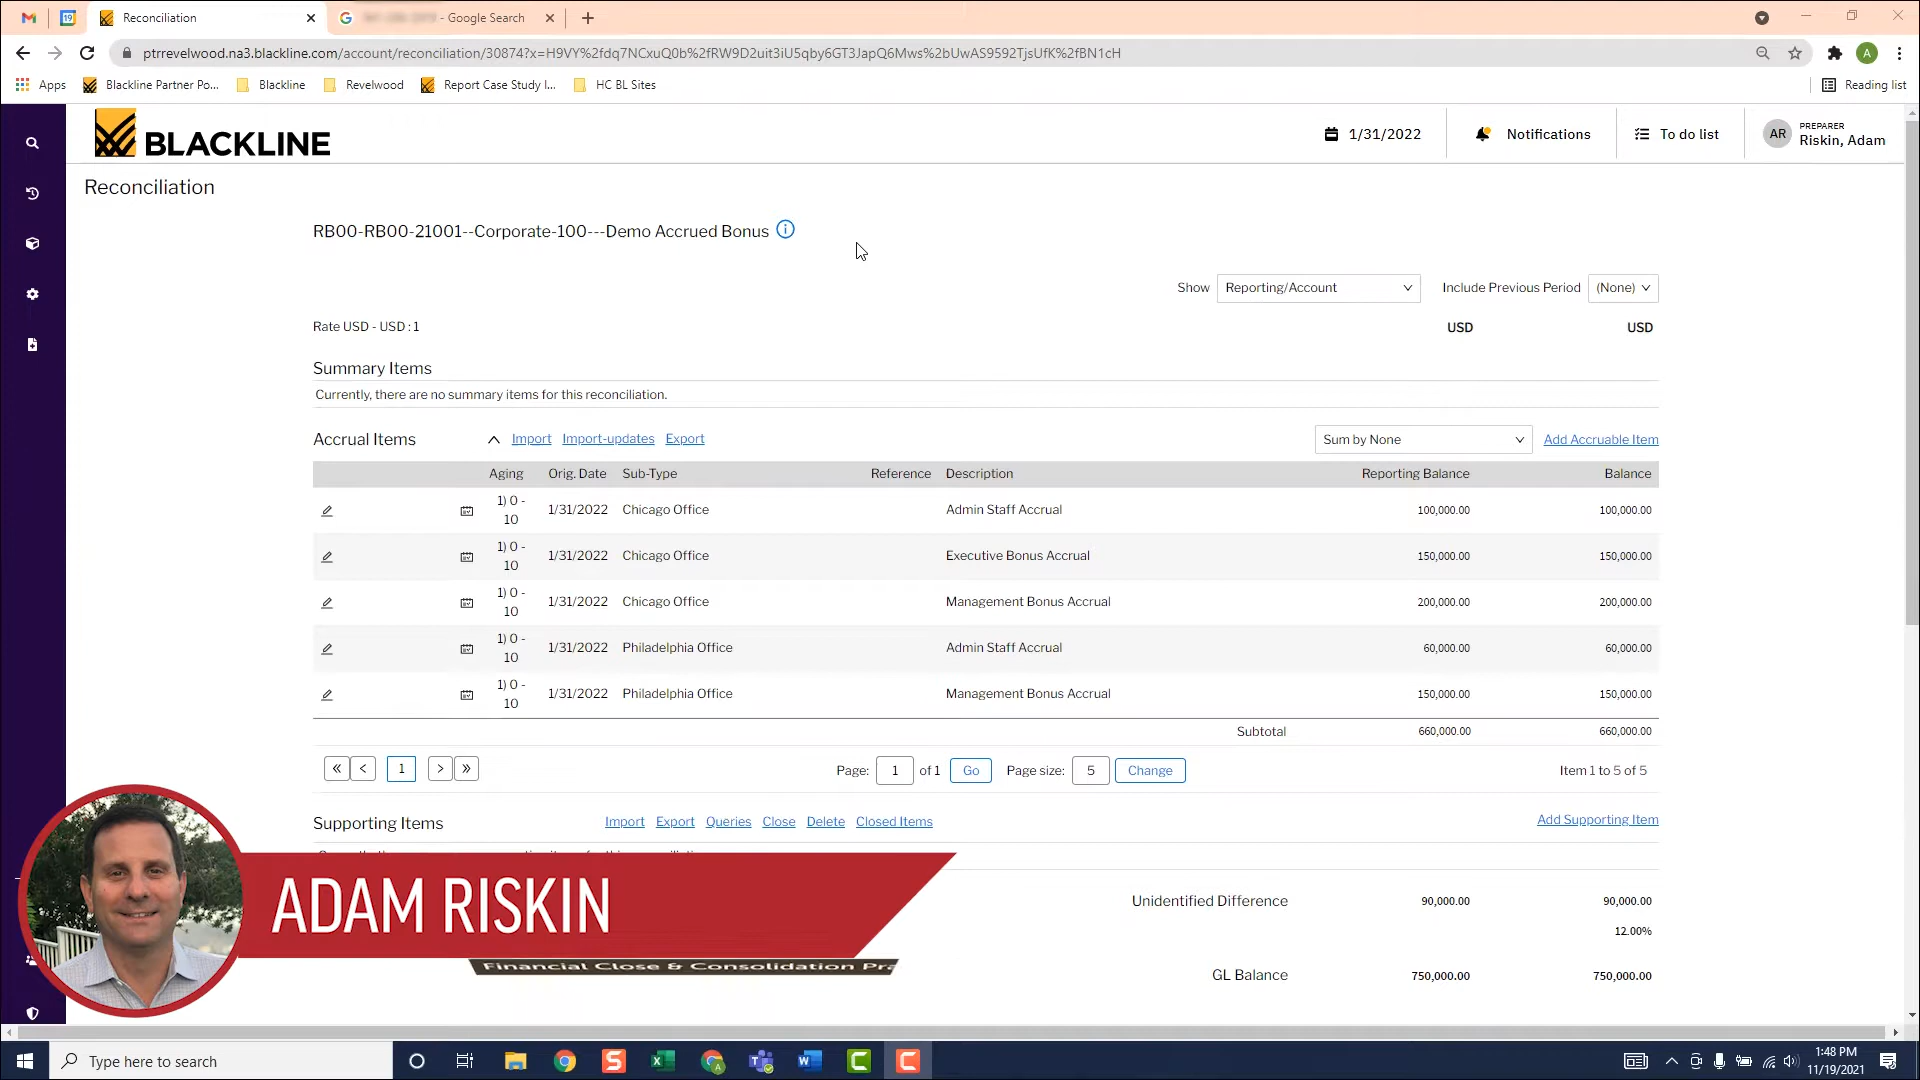 Reconciliation
- Google Search
ptrrevelwood.na3.blackline.com/account/reconciliation/30874?x=H9VY%2fdq7NCxuQ0b%2fRW9D2uit3iU5qby6GT3JapQ6Mws%2bUwAS9592TjsUfK%2fBN1cH
A
Apps
Blackline Partner Po...
Blackline
Revelwood
Report Case Study I...
HC BL Sites
Reading list
BLACKLINE
1/31/2022
Notifications
To do list
AR
PREPARER
Riskin, Adam
Reconciliation
RB00-RB00-21001--Corporate-100---Demo Accrued Bonus
Show Reporting/Account Include Previous Period (None)
Rate USD - USD : 1 USD USD
Summary Items
Currently, there are no summary items for this reconciliation.
Accrual Items Import Import-updates Export Sum by None Add Accruable Item
Aging Orig. Date Sub-Type Reference Description Reporting Balance Balance
1) 0 - 10 1/31/2022 Chicago Office Admin Staff Accrual 100,000.00 100,000.00
1) 0 - 10 1/31/2022 Chicago Office Executive Bonus Accrual 150,000.00 150,000.00
1) 0 - 10 1/31/2022 Chicago Office Management Bonus Accrual 200,000.00 200,000.00
1) 0 - 10 1/31/2022 Philadelphia Office Admin Staff Accrual 60,000.00 60,000.00
1) 0 - 10 1/31/2022 Philadelphia Office Management Bonus Accrual 150,000.00 150,000.00
Subtotal 660,000.00 660,000.00
« < 1 > » Page: 1 of 1 Go Page size: 5 Change Item 1 to 5 of 5
Supporting Items Import Export Queries Close Delete Closed Items Add Supporting Item
ADAM RISKIN
Financial Close & Consolidation
Unidentified Difference 90,000.00 90,000.00
12.00%
GL Balance 750,000.00 750,000.00
Type here to search
1:48 PM
11/19/2021